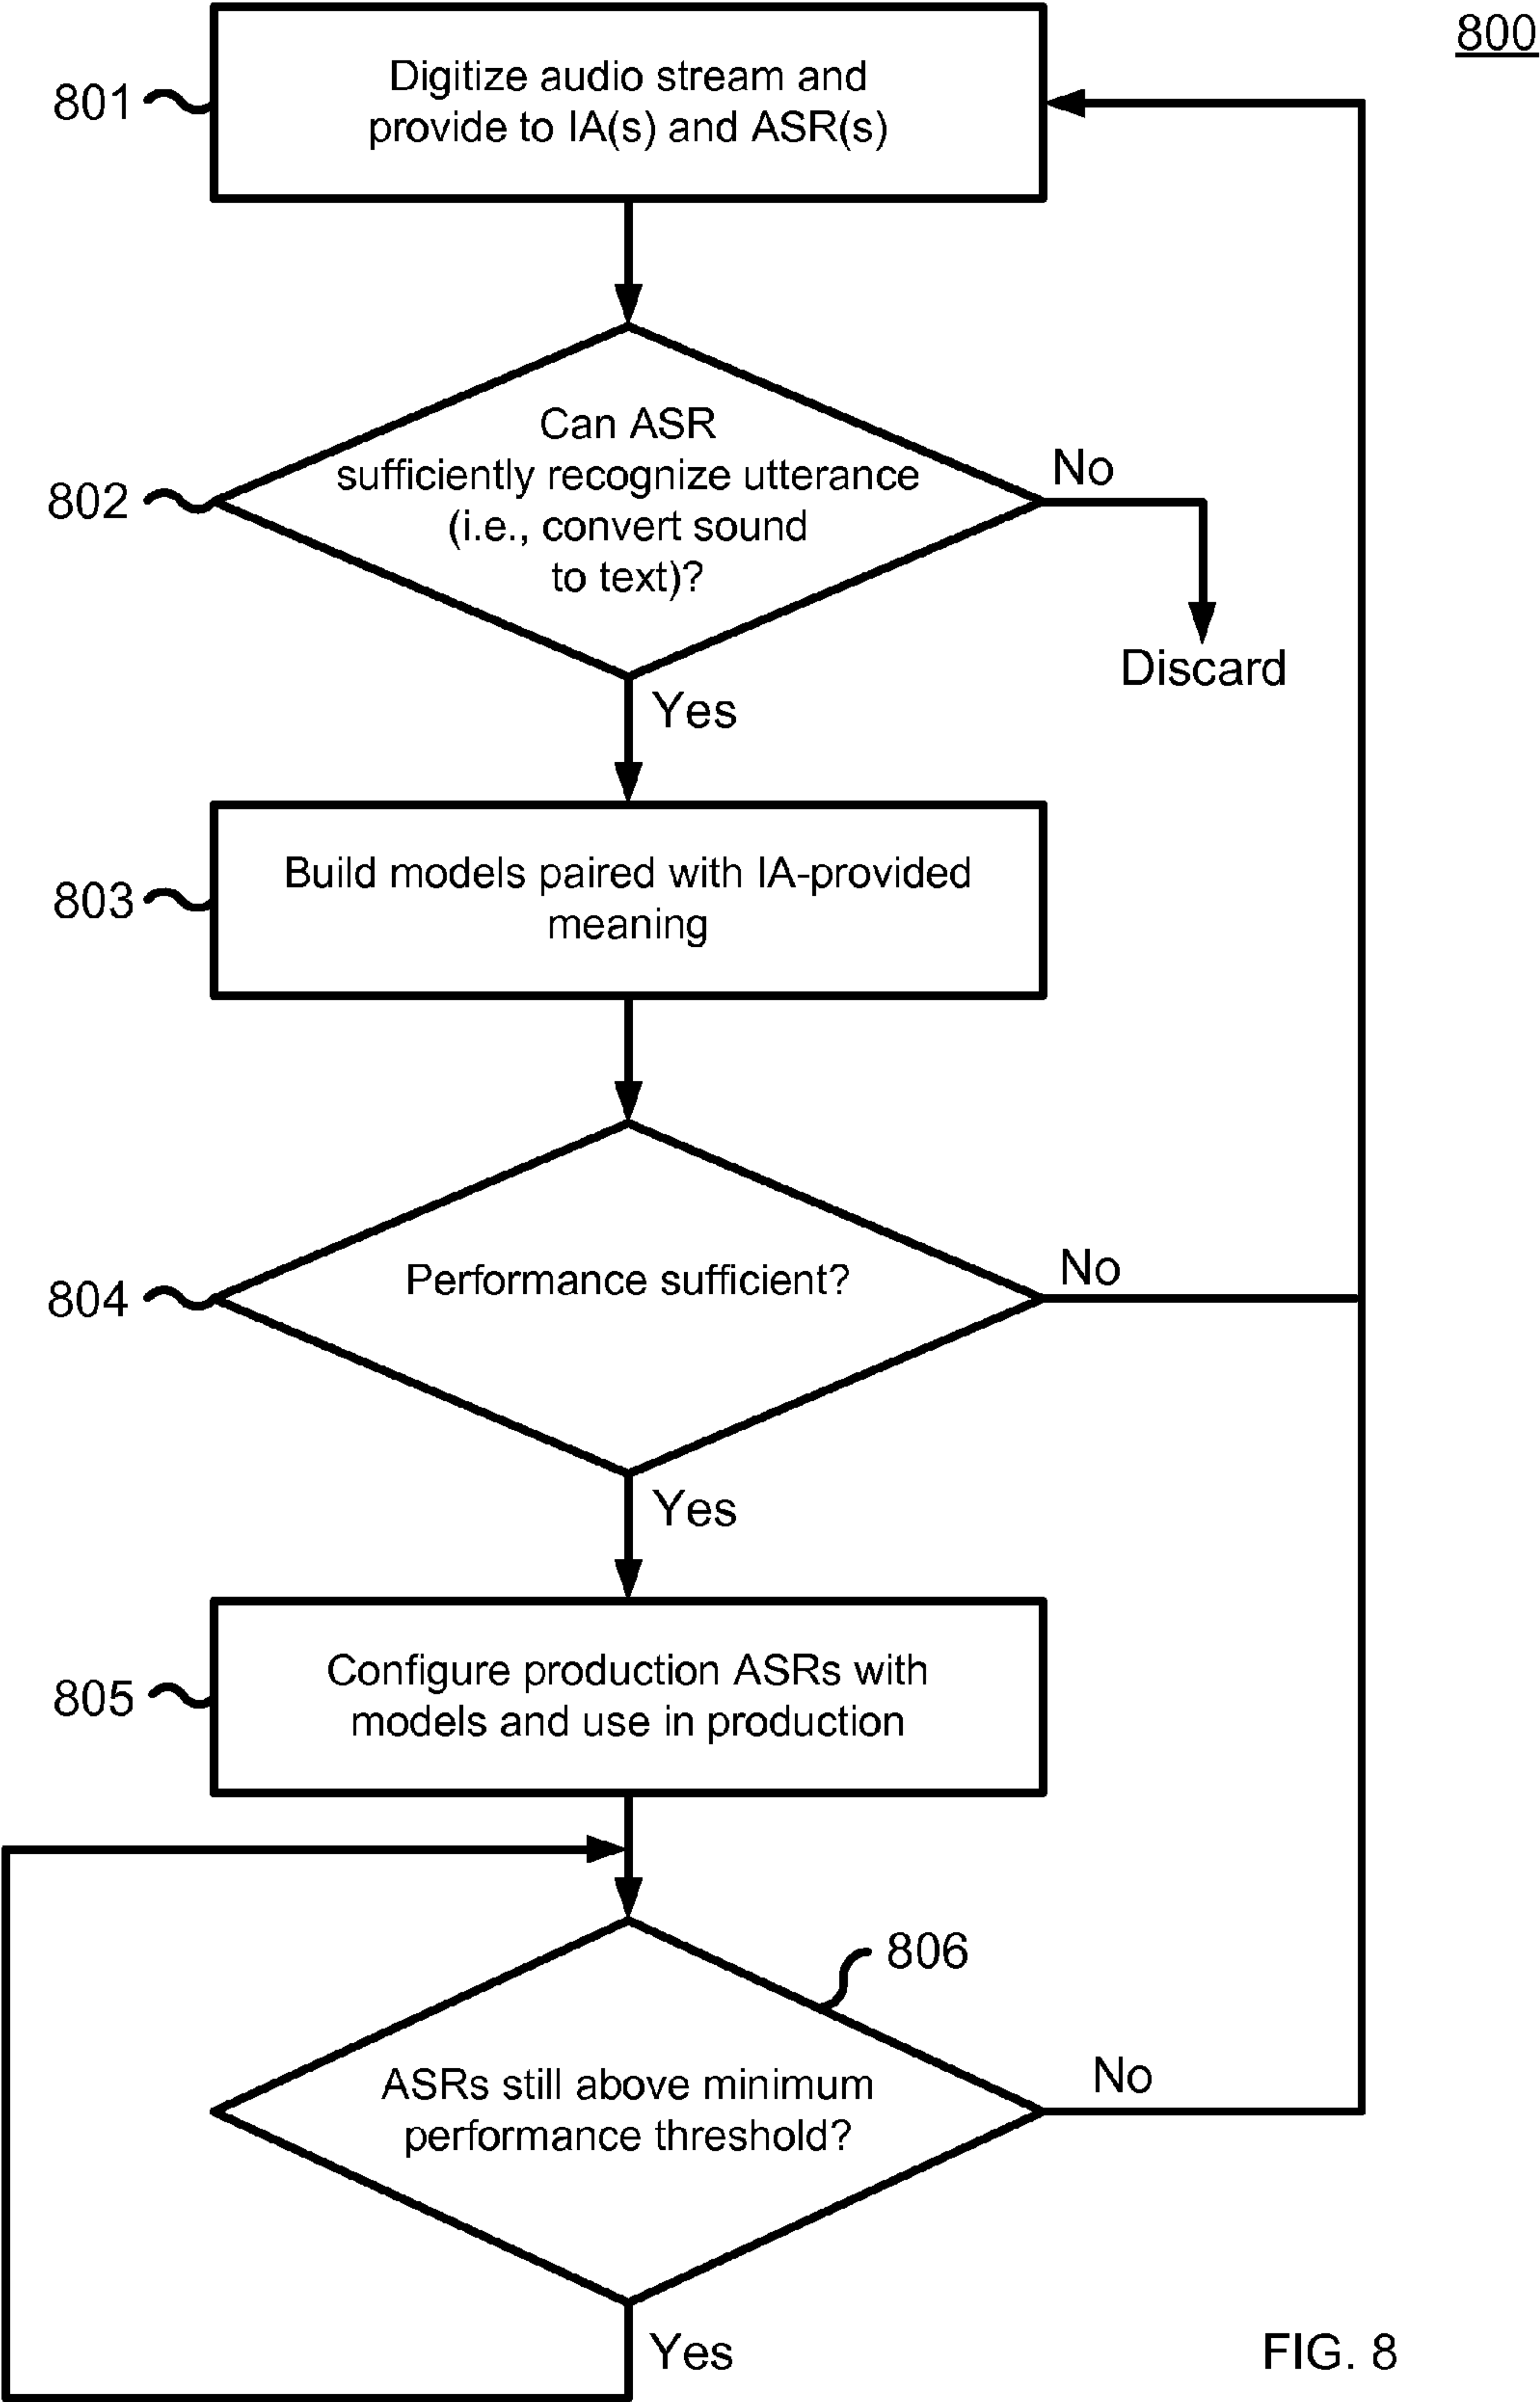 800
801
Digitize audio stream and
provide to IA(s) and ASR(s)
802
Can ASR
sufficiently recognize utterance
(i.e., convert sound
to text)?
No
Discard
Yes
803
Build models paired with IA-provided
meaning
804
Performance sufficient?
No
Yes
805
Configure production ASRs with
models and use in production
806
ASRs still above minimum
performance threshold?
No
Yes
FIG. 8